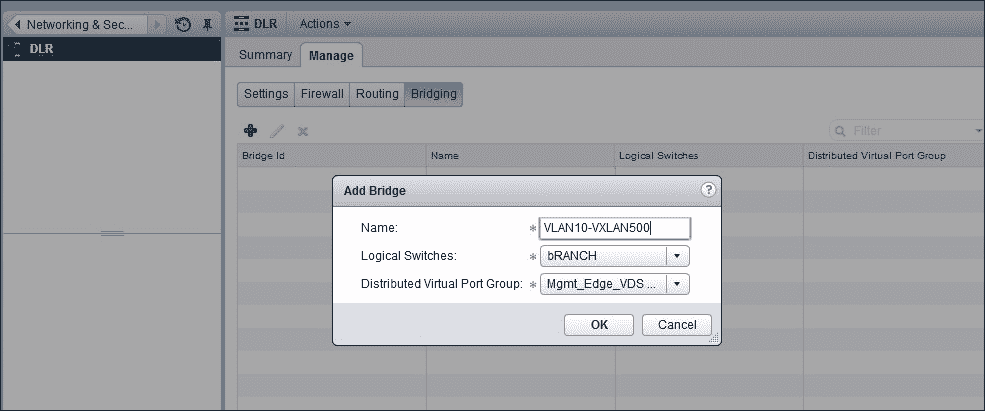 Networking & Sec... DLR Actions
DLR
Summary Manage
Settings Firewall Routing Bridging
Filter
Bridge Id Name Logical Switches Distributed Virtual Port Group
Add Bridge ?
Name: * VLAN10-VXLAN500
Logical Switches: * bRANCH
Distributed Virtual Port Group: * Mgmt_Edge_VDS ...
OK Cancel